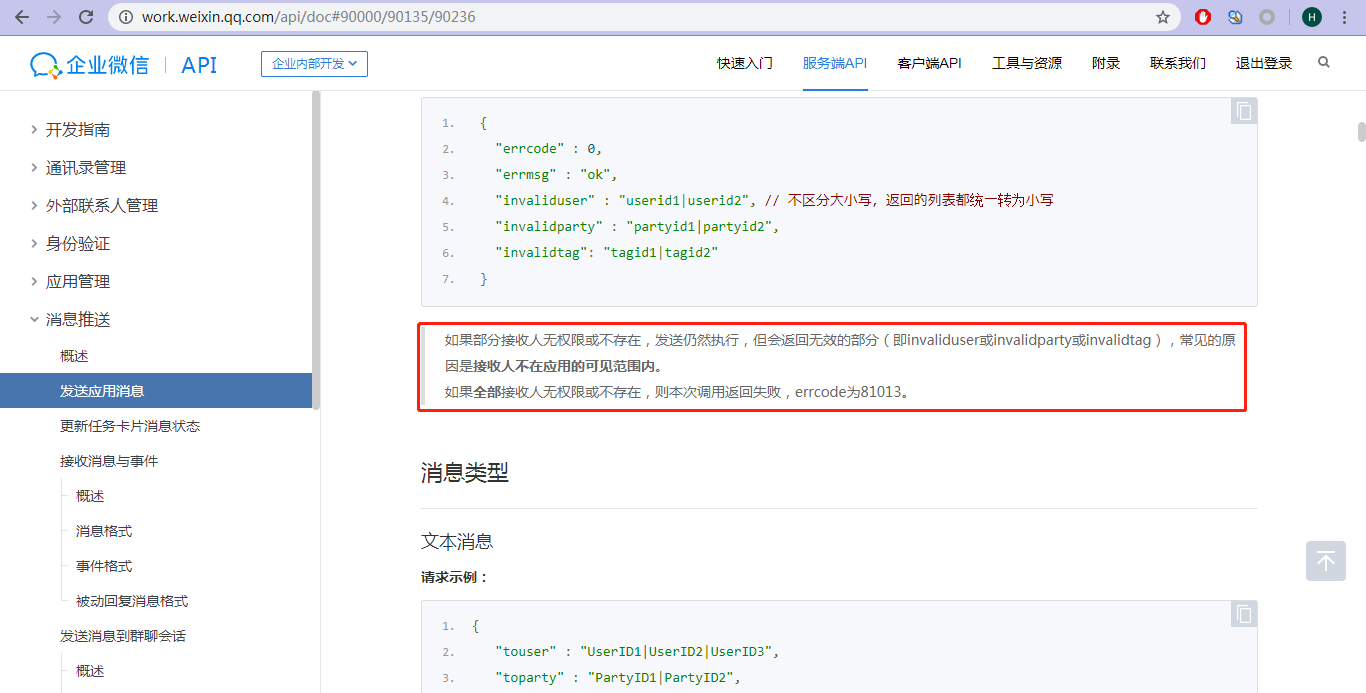 work.weixin.qq.com/api/doc#90000/90135/90236
H
企业微信 | API
企业内部开发
快速入门
服务端API
客户端API
工具与资源
附录
联系我们
退出登录
开发指南
通讯录管理
外部联系人管理
身份验证
应用管理
消息推送
概述
发送应用消息
更新任务卡片消息状态
接收消息与事件
概述
消息格式
事件格式
被动回复消息格式
发送消息到群聊会话
概述
1. {
2. "errcode" : 0,
3. "errmsg" : "ok",
4. "invaliduser" : "userid1|userid2", // 不区分大小写，返回的列表都统一转为小写
5. "invalidparty" : "partyid1|partyid2",
6. "invalidtag": "tagid1|tagid2"
7. }
如果部分接收人无权限或不存在，发送仍然执行，但会返回无效的部分（即invaliduser或invalidparty或invalidtag），常见的原
因是接收人不在应用的可见范围内。
如果全部接收人无权限或不存在，则本次调用返回失败，errcode为81013。
消息类型
文本消息
请求示例：
1. {
2. "touser" : "UserID1|UserID2|UserID3",
3. "toparty" : "PartyID1|PartyID2",